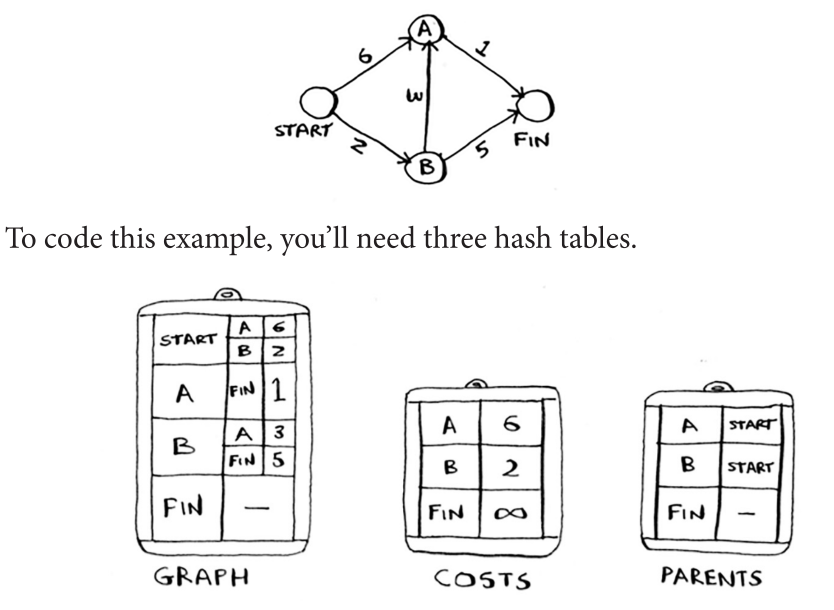 A
6
1
3
START
2
B
5
FIN
To code this example, you’ll need three hash tables.
START
A 6
B 2
A
FIN 1
B
A 3
FIN 5
FIN —
GRAPH
A 6
B 2
FIN ∞
COSTS
A START
B START
FIN —
PARENTS